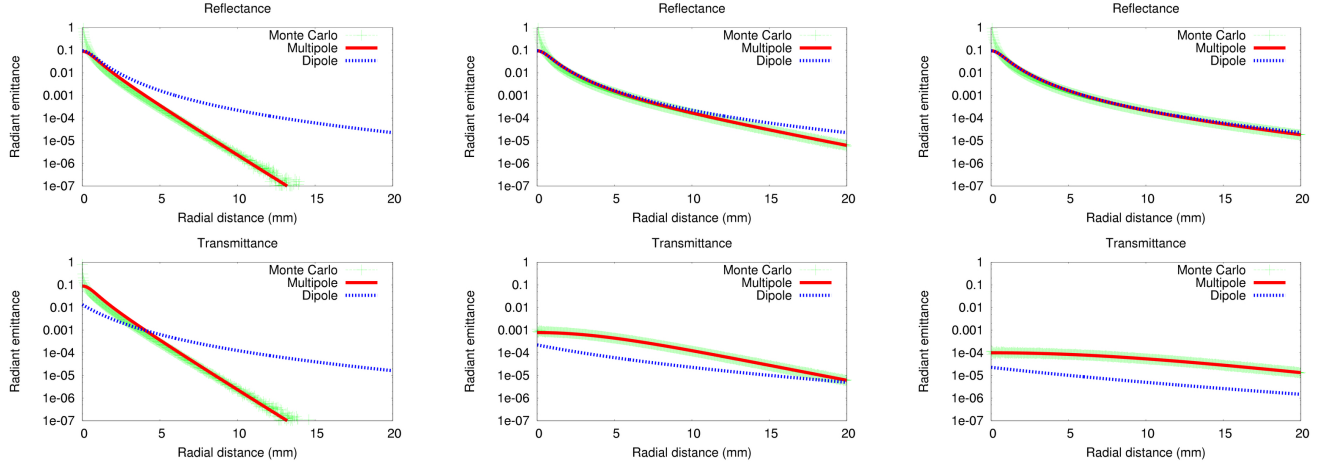 Reflectance
Radiant emittance
1
0.1
0.01
0.001
1e-04
1e-05
1e-06
1e-07
Monte Carlo
Multipole
Dipole
0 5 10 15 20
Radial distance (mm)
Reflectance
Radiant emittance
1
0.1
0.01
0.001
1e-04
1e-05
1e-06
1e-07
Monte Carlo
Multipole
Dipole
0 5 10 15 20
Radial distance (mm)
Reflectance
Radiant emittance
1
0.1
0.01
0.001
1e-04
1e-05
1e-06
1e-07
Monte Carlo
Multipole
Dipole
0 5 10 15 20
Radial distance (mm)
Transmittance
Radiant emittance
1
0.1
0.01
0.001
1e-04
1e-05
1e-06
1e-07
Monte Carlo
Multipole
Dipole
0 5 10 15 20
Radial distance (mm)
Transmittance
Radiant emittance
1
0.1
0.01
0.001
1e-04
1e-05
1e-06
1e-07
Monte Carlo
Multipole
Dipole
0 5 10 15 20
Radial distance (mm)
Transmittance
Radiant emittance
1
0.1
0.01
0.001
1e-04
1e-05
1e-06
1e-07
Monte Carlo
Multipole
Dipole
0 5 10 15 20
Radial distance (mm)